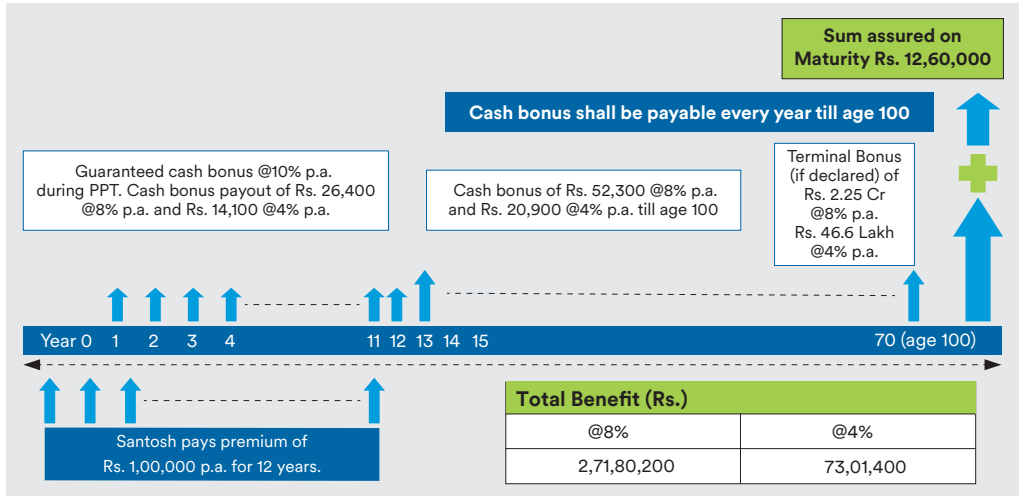 Sum assured on
Maturity Rs. 12,60,000
Cash bonus shall be payable every year till age 100
Guaranteed cash bonus @10% p.a.
during PPT. Cash bonus payout of Rs. 26,400
@8% p.a. and Rs. 14,100 @4% p.a.
Cash bonus of Rs. 52,300 @8% p.a.
and Rs. 20,900 @4% p.a. till age 100
Terminal Bonus
(if declared) of
Rs. 2.25 Cr
@8% p.a.
Rs. 46.6 Lakh
@4% p.a.
Year 0 1 2 3 4 11 12 13 14 15 70 (age 100)
Santosh pays premium of
Rs. 1,00,000 p.a. for 12 years.
Total Benefit (Rs.)
@8% @4%
2,71,80,200 73,01,400